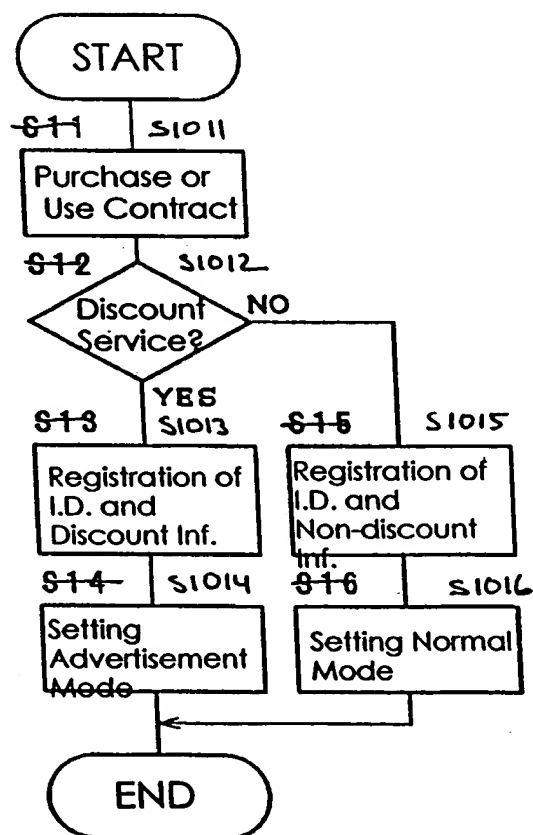 START
S11 S1011
Purchase or
Use Contract
S12 S1012
Discount
Service?
NO
YES
S13 S1013
Registration of
I.D. and
Discount Inf.
S15 S1015
Registration of
I.D. and
Non-discount
Inf.
S14 S1014
Setting
Advertisement
Mode
S16 S1016
Setting Normal
Mode
END